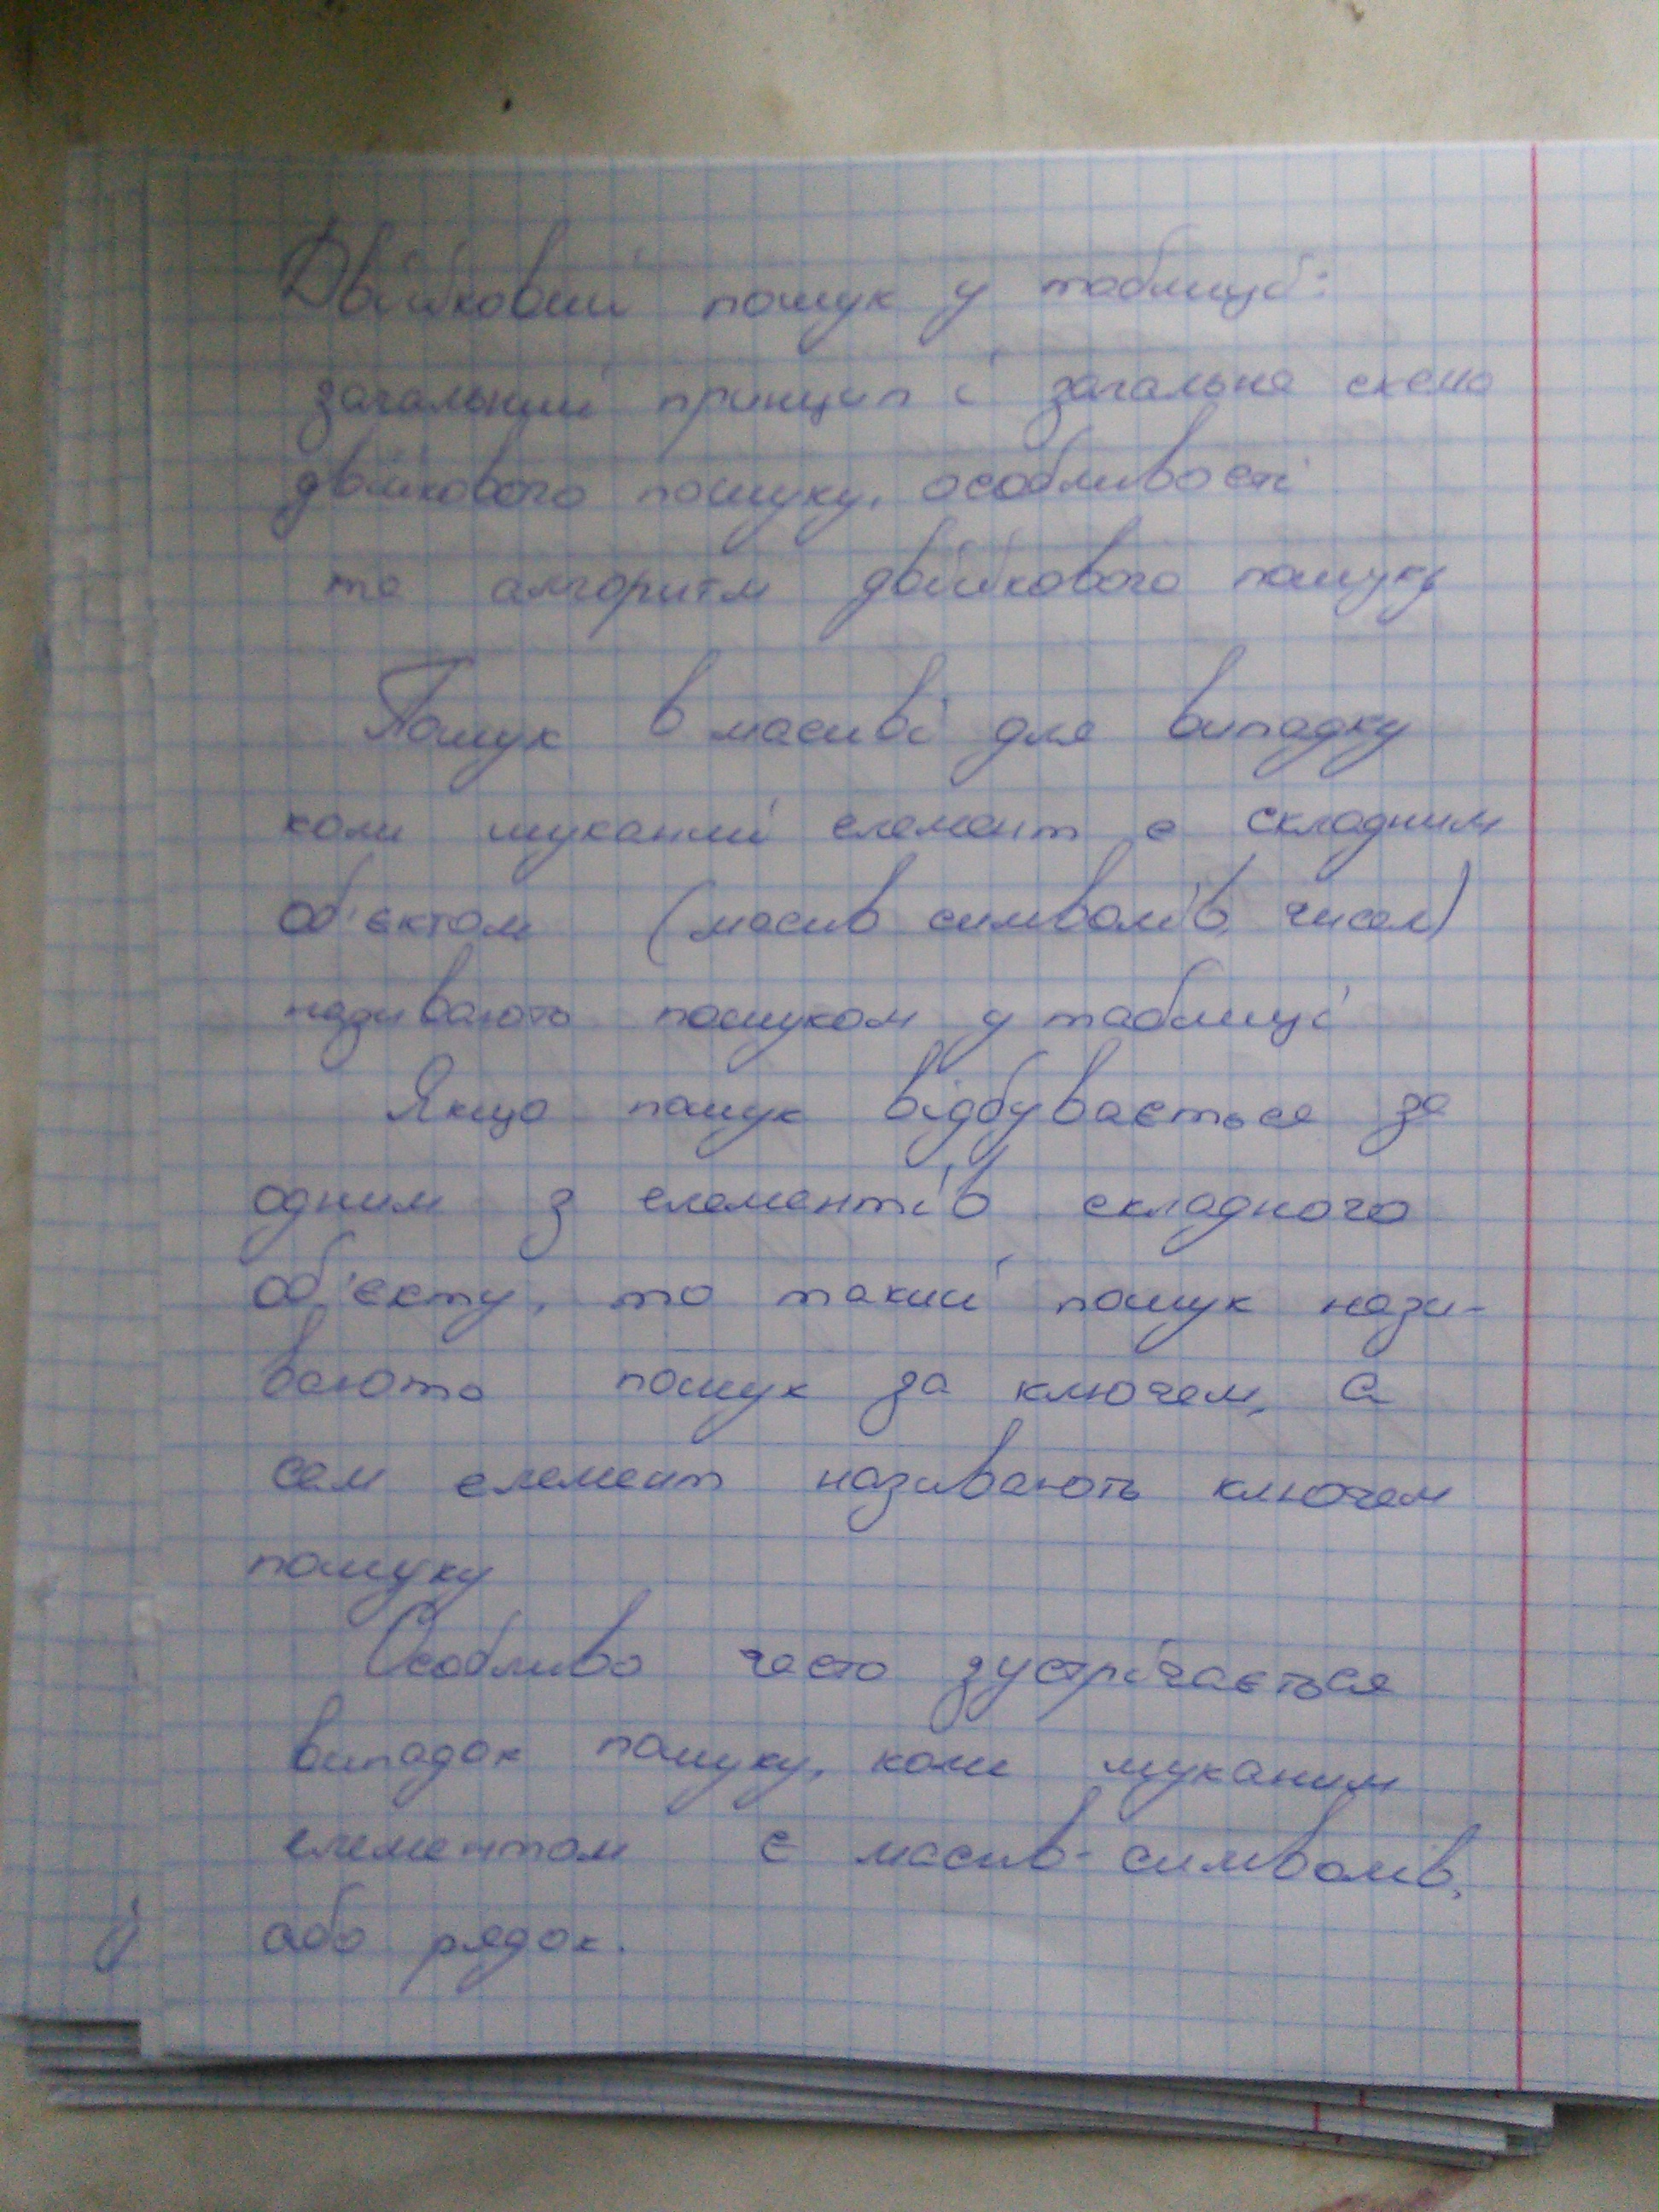 Двійковий пошук у таблиці:
загальний принцип і загальна схема
двійкового пошуку, особливості
та алгоритм двійкового пошуку
Пошук в масиві для випадку
коли шуканий елемент є складним
об'єктом (масив символів, чисел)
називають пошуком у таблиці
Якщо пошук відбувається за
одним з елементів складного
об'єкту, то такий пошук нази-
вають пошук за ключем, а
сам елемент називають ключем
пошуку
Особливо часто зустрічається
випадок пошуку, коли шуканим
елементом є масив-символів,
або рядок.